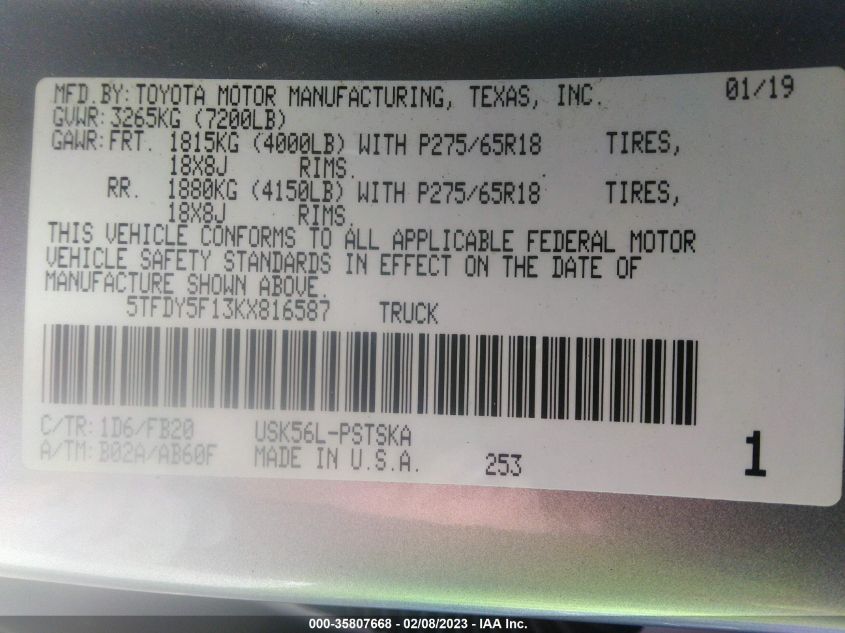 MFD.BY:TOYOTA MOTOR MANUFACTURING, TEXAS, INC. 01/19
GVWR:3265KG (7200LB)
GAWR:FRT. 1815KG (4000LB) WITH P275/65R18 TIRES,
18X8J RIMS.
RR. 1880KG (4150LB) WITH P275/65R18 TIRES,
18X8J RIMS.
THIS VEHICLE CONFORMS TO ALL APPLICABLE FEDERAL MOTOR
VEHICLE SAFETY STANDARDS IN EFFECT ON THE DATE OF
MANUFACTURE SHOWN ABOVE.
5TFDY5F13KX816587 TRUCK
C/TR:1D6/FB20 USK56L-PSTSKA
A/TM:B02A/AB60F MADE IN U.S.A. 253 1
000-35807668 - 02/08/2023 - IAA Inc.